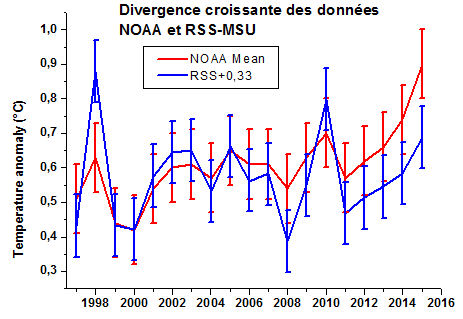 Divergence croissante des données
NOAA et RSS-MSU
NOAA Mean
RSS+0,33
Temperature anomaly (°C)
1,0
0,9
0,8
0,7
0,6
0,5
0,4
0,3
1998 2000 2002 2004 2006 2008 2010 2012 2014 2016